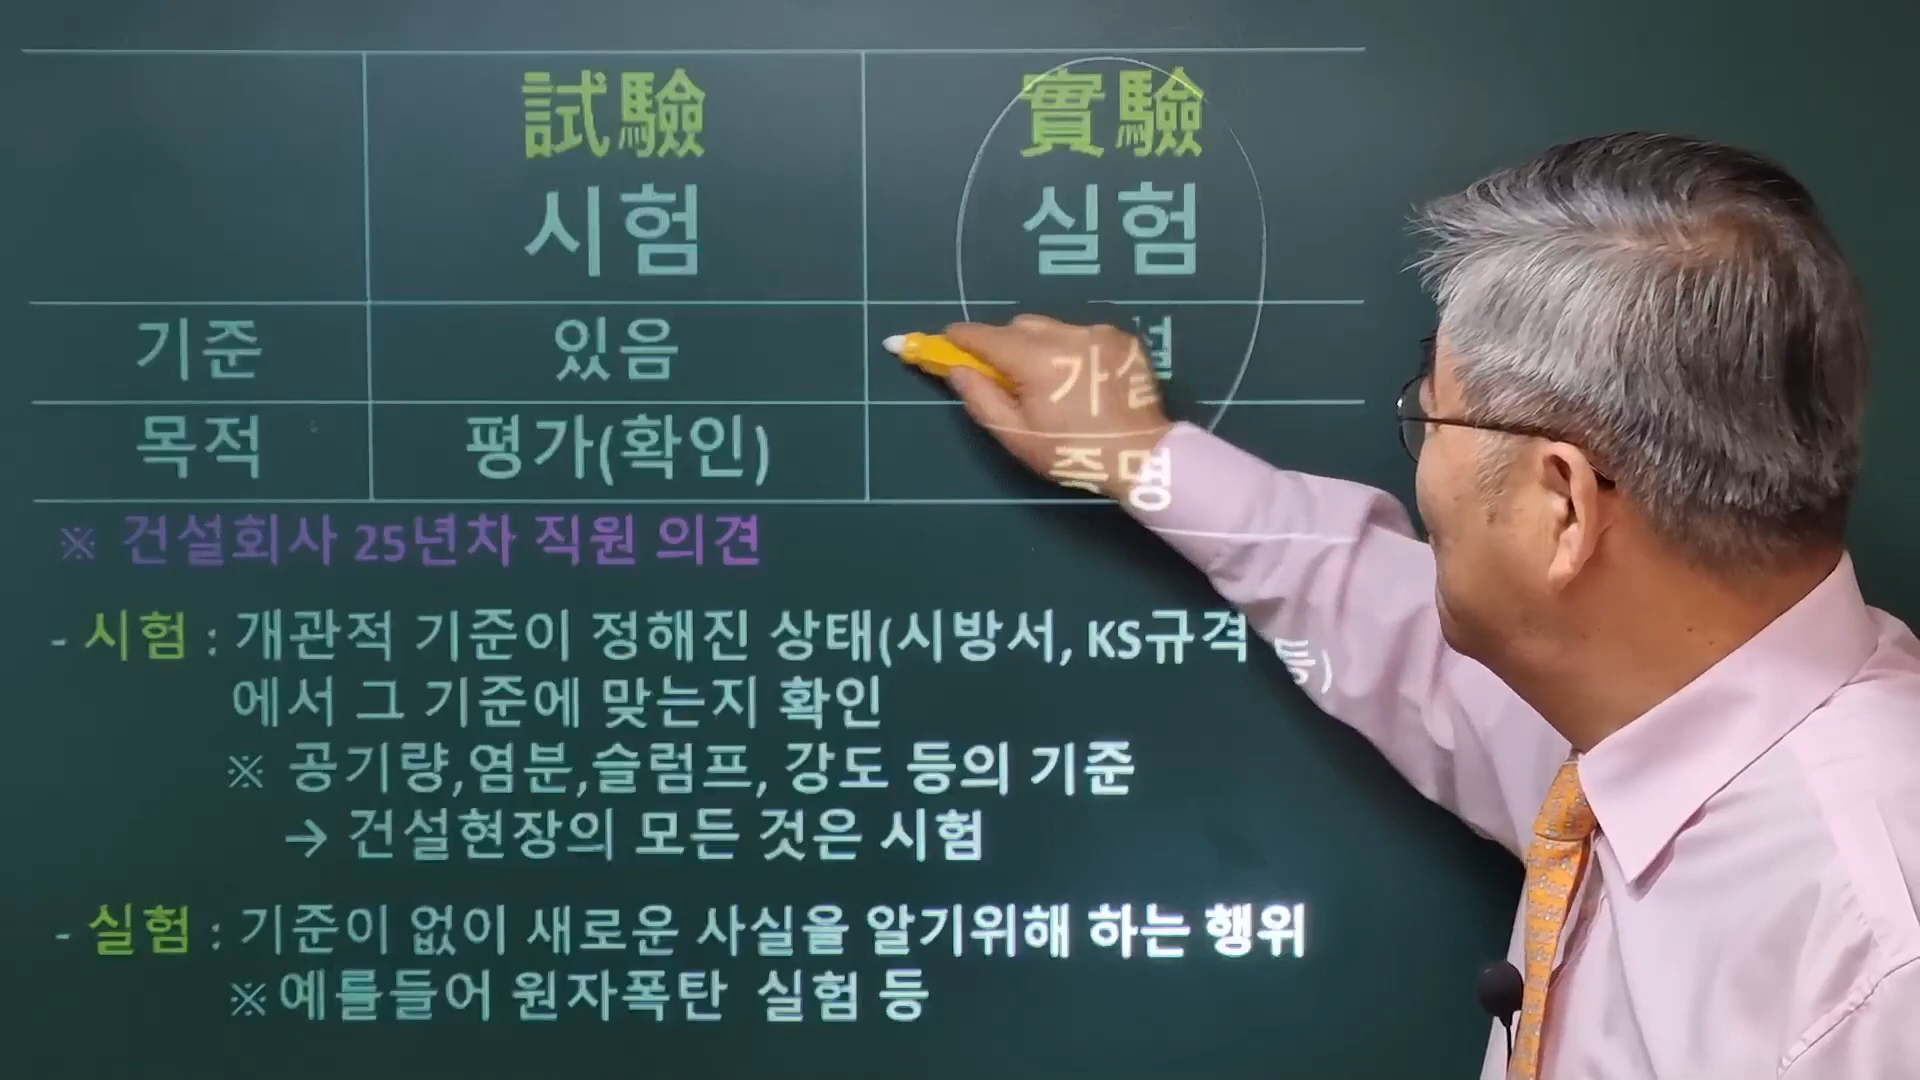 試驗 實驗
시험 실험
기준 있음 가설
목적 평가(확인) 증명
※ 건설회사 25년차 직원 의견
- 시험 : 개관적 기준이 정해진 상태(시방서, KS규격 등)
에서 그 기준에 맞는지 확인
※ 공기량,염분,슬럼프, 강도 등의 기준
→ 건설현장의 모든 것은 시험
- 실험 : 기준이 없이 새로운 사실을 알기위해 하는 행위
※예를들어 원자폭탄 실험 등